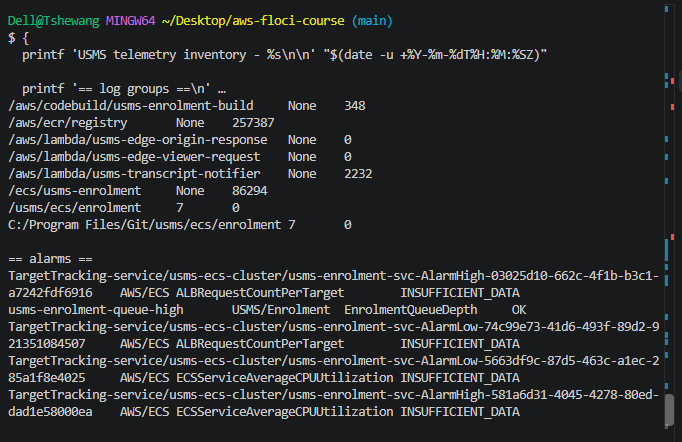 Dell@Tshewang MINGW64 ~/Desktop/aws-floci-course (main)
$ {
  printf 'USMS telemetry inventory - %s\n\n' "$(date -u +%Y-%m-%dT%H:%M:%SZ)"

  printf '== log groups ==\n' …
/aws/codebuild/usms-enrolment-build	None	348
/aws/ecr/registry	None	257387
/aws/lambda/usms-edge-origin-response	None	0
/aws/lambda/usms-edge-viewer-request	None	0
/aws/lambda/usms-transcript-notifier	None	2232
/ecs/usms-enrolment	None	86294
/usms/ecs/enrolment	7	0
C:/Program Files/Git/usms/ecs/enrolment	7	0

== alarms ==
TargetTracking-service/usms-ecs-cluster/usms-enrolment-svc-AlarmHigh-03025d10-662c-4f1b-b3c1-
a7242fdf6916	AWS/ECS	ALBRequestCountPerTarget	INSUFFICIENT_DATA
usms-enrolment-queue-high	USMS/Enrolment	EnrolmentQueueDepth	OK
TargetTracking-service/usms-ecs-cluster/usms-enrolment-svc-AlarmLow-74c99e73-41d6-493f-89d2-9
21351084507	AWS/ECS	ALBRequestCountPerTarget	INSUFFICIENT_DATA
TargetTracking-service/usms-ecs-cluster/usms-enrolment-svc-AlarmLow-5663df9c-87d5-463c-a1ec-2
85a1f8e4025	AWS/ECS	ECSServiceAverageCPUUtilization	INSUFFICIENT_DATA
TargetTracking-service/usms-ecs-cluster/usms-enrolment-svc-AlarmHigh-581a6d31-4045-4278-80ed-
dad1e58000ea	AWS/ECS	ECSServiceAverageCPUUtilization	INSUFFICIENT_DATA